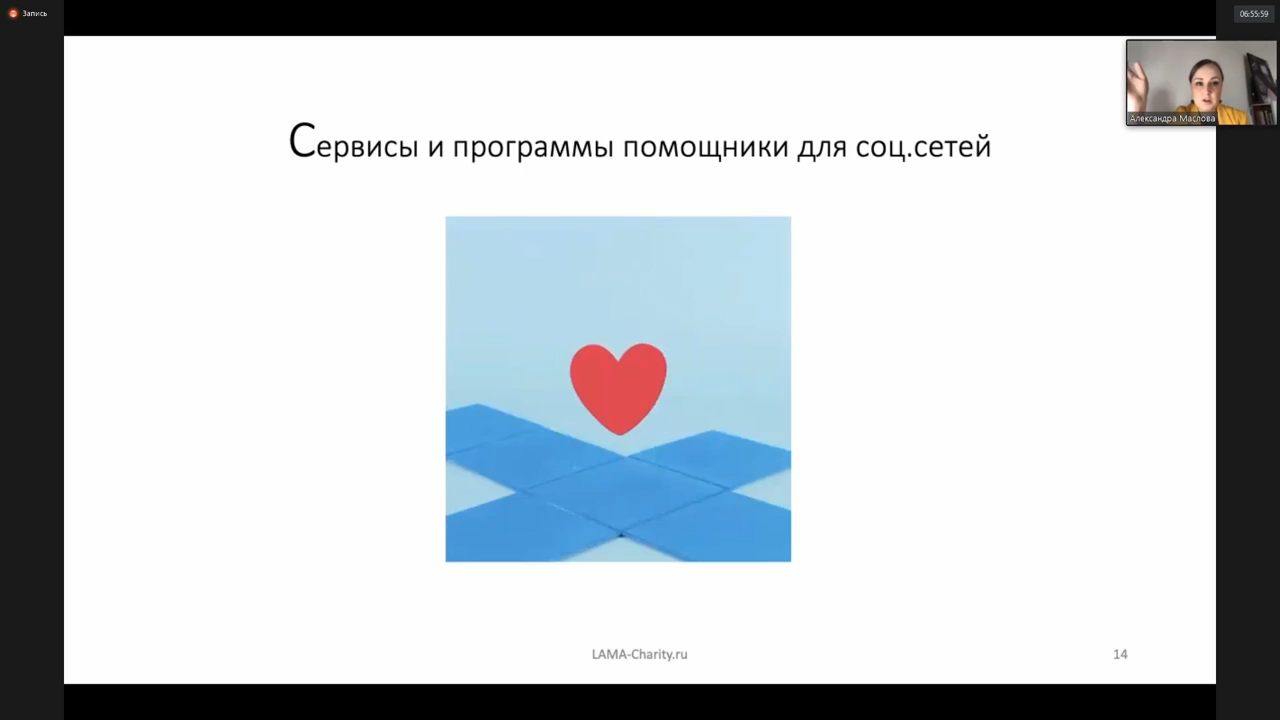 Запись
06:55:59
Александра Маслова
Сервисы и программы помощники для соц.сетей
LAMA-Charity.ru
14